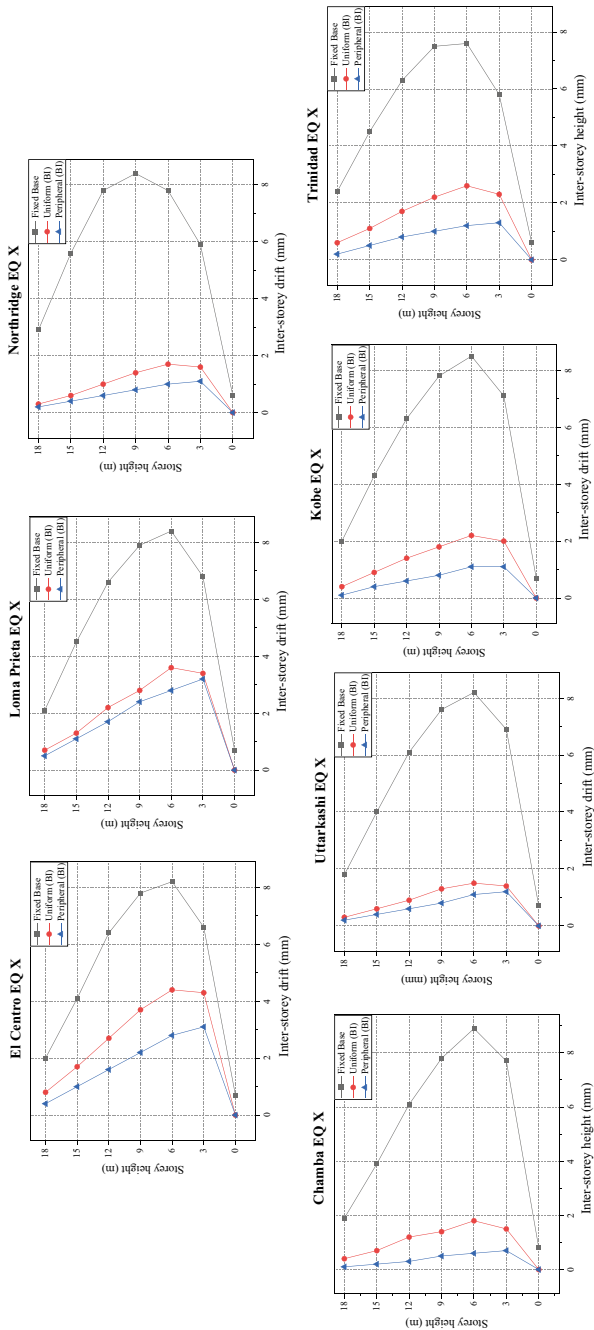 El Centro EQ X
Fixed Base
Uniform (BI)
Peripheral (BI)
18
15
12
9
6
3
0
Storey height (m)
0
2
4
6
8
Inter-storey drift (mm)
Loma Prieta EQ X
Fixed Base
Uniform (BI)
Peripheral (BI)
18
15
12
9
6
3
0
Storey height (m)
0
2
4
6
8
Inter-storey drift (mm)
Northridge EQ X
Fixed Base
Uniform (BI)
Peripheral (BI)
18
15
12
9
6
3
0
Storey height (m)
0
2
4
6
8
Inter-storey drift (mm)
Chamba EQ X
Fixed Base
Uniform (BI)
Peripheral (BI)
18
15
12
9
6
3
0
Storey height (m)
0
2
4
6
8
Inter-storey height (mm)
Uttarkashi EQ X
Fixed Base
Uniform (BI)
Peripheral (BI)
18
15
12
9
6
3
0
Storey height (mm)
0
2
4
6
8
Inter-storey drift (mm)
Kobe EQ X
Fixed Base
Uniform (BI)
Peripheral (BI)
18
15
12
9
6
3
0
Storey height (m)
0
2
4
6
8
Inter-storey drift (mm)
Trinidad EQ X
Fixed Base
Uniform (BI)
Peripheral (BI)
18
15
12
9
6
3
0
Storey height (m)
0
2
4
6
8
Inter-storey height (mm)